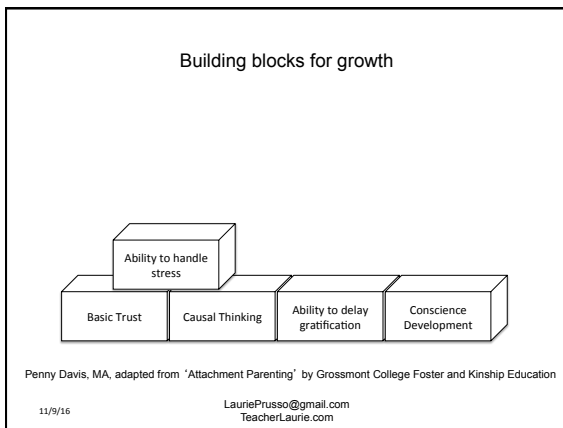 Building blocks for growth
Ability to handle
stress
Basic Trust
Causal Thinking
Ability to delay
gratification
Conscience
Development
Penny Davis, MA, adapted from ‘Attachment Parenting’ by Grossmont College Foster and Kinship Education
11/9/16
LauriePrusso@gmail.com
TeacherLaurie.com